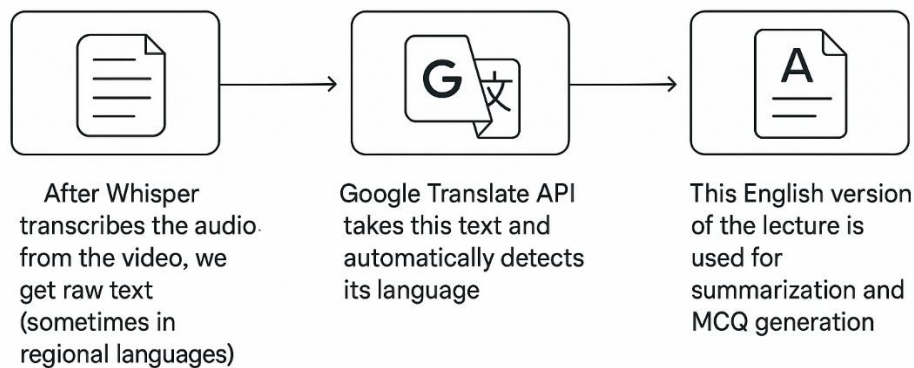 G
文
A
After Whisper
transcribes the audio
from the video, we
get raw text
(sometimes in
regional languages)
Google Translate API
takes this text and
automatically detects
its language
This English version
of the lecture is
used for
summarization and
MCQ generation